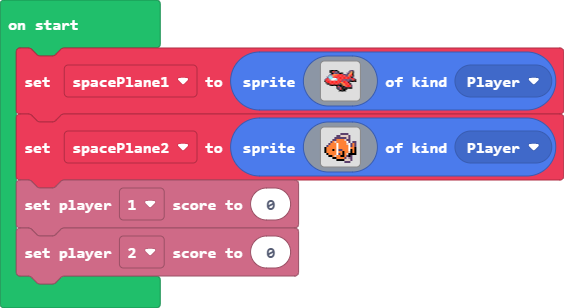 on start
set spacePlane1 to sprite of kind Player
set spacePlane2 to sprite of kind Player
set player 1 score to 0
set player 2 score to 0